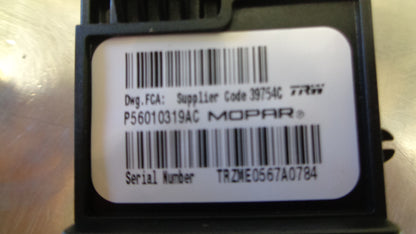 Dwg.FCA: Supplier Code 39754C TRW
P56010319AC MOPAR®
Serial Number TRZME0567A0784